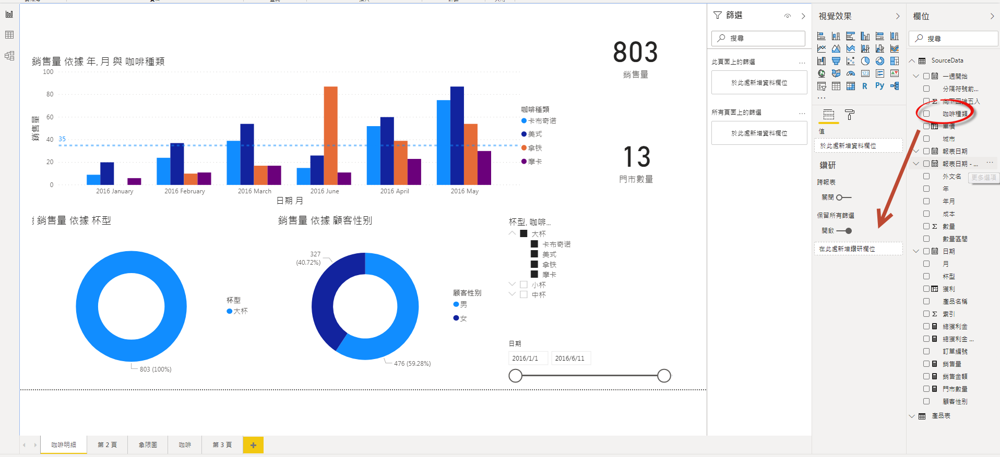 銷售量 依據 年, 月 與 咖啡種類
100
80
60
40
20
0
銷售量
35
2016 January
2016 February
2016 March
2016 June
2016 April
2016 May
日期 月
咖啡種類
卡布奇诺
美式
拿铁
摩卡
803
銷售量
13
門市數量
銷售量 依據 杯型
803 (100%)
杯型
大杯
銷售量 依據 顧客性別
327
(40.72%)
476 (59.28%)
顧客性別
男
女
杯型, 咖啡...
大杯
卡布奇诺
美式
拿铁
摩卡
小杯
中杯
日期
2016/1/1
2016/6/11
咖啡明細
第 2 頁
象限圖
咖啡
第 3 頁
篩選
搜尋
此頁面上的篩選
...
於此處新增資料欄位
所有頁面上的篩選
...
於此處新增資料欄位
視覺效果
123
R
Py
...
值
於此處新增資料欄位
鑽研
跨報表
關閉
保留所有篩選
開啟
在此處新增鑽研欄位
欄位
搜尋
SourceData
一週開始
分隔符號前...
Σ 向下四捨五入
咖啡種類
單價
城市
報表日期
報表日期 - ...
...
更多選項
外文名
年
年月
成本
Σ 數量
數量區間
日期
月
杯型
獲利
產品名稱
Σ 索引
總獲利金
總獲利金 ...
訂單編號
銷售量
銷售金額
門市數量
顧客性別
產品表